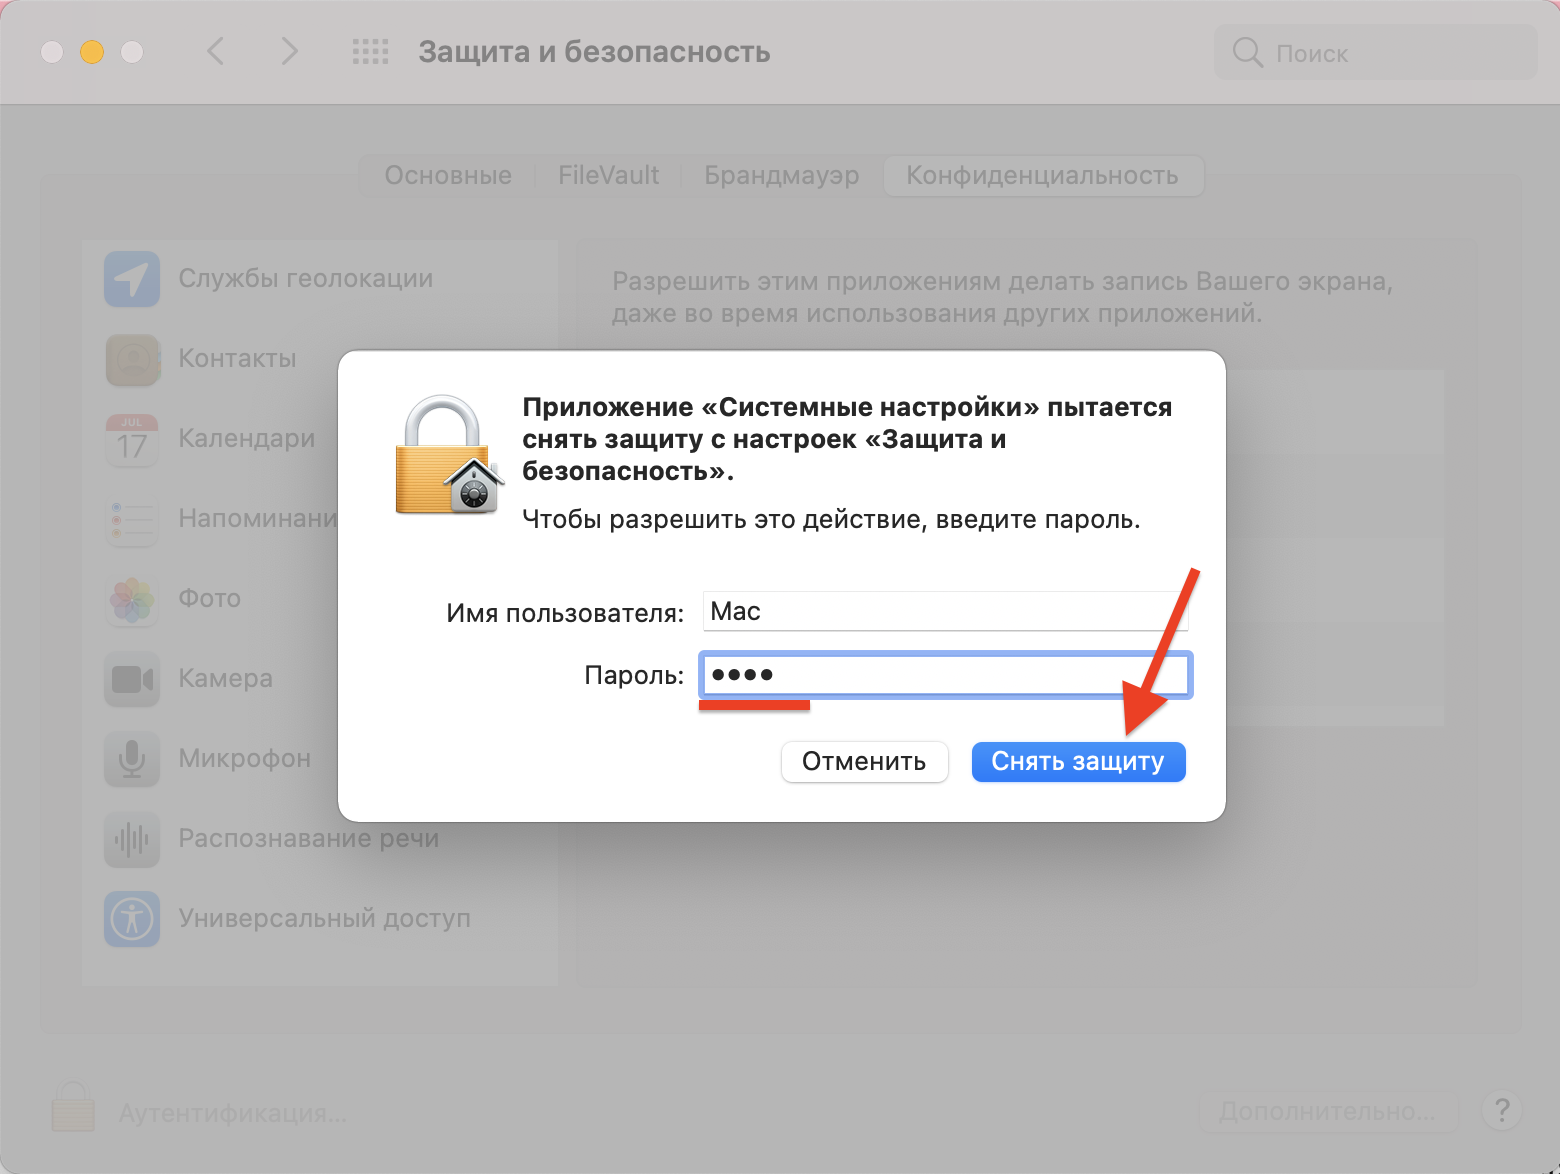 Защита и безопасность
Поиск
Основные
FileVault
Брандмауэр
Конфиденциальность
Службы геолокации
Контакты
JUL
17
Календари
Напоминани
Фото
Камера
Микрофон
Распознавание речи
Универсальный доступ
Разрешить этим приложениям делать запись Вашего экрана,
даже во время использования других приложений.
Приложение «Системные настройки» пытается
снять защиту с настроек «Защита и
безопасность».
Чтобы разрешить это действие, введите пароль.
Имя пользователя: Mac
Пароль: ••••
Отменить
Снять защиту
Аутентификация...
Дополнительно...
?